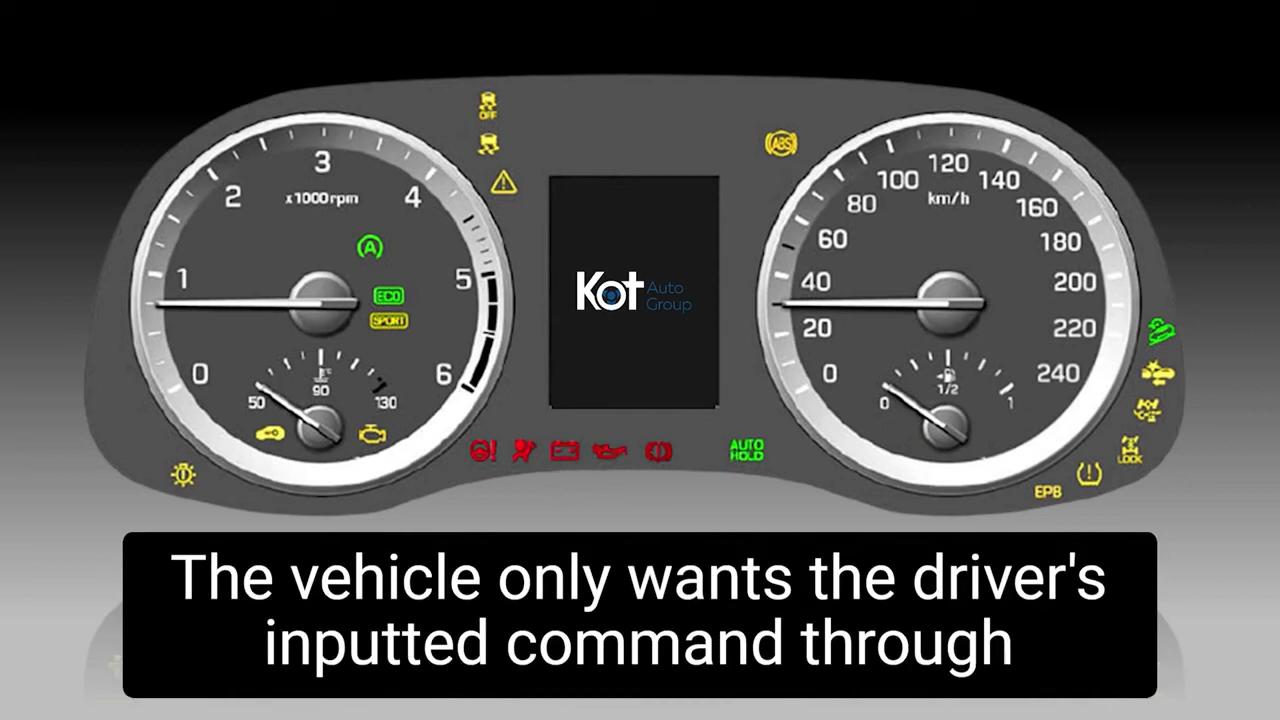 OFF
ABS
3
x1000rpm
2
4
1
5
0
6
A
ECO
SPORT
°C
50
90
130
Kot Auto
Group
120
km/h
100
140
80
160
60
180
40
200
20
220
0
240
0
1/2
1
AUTO
HOLD
LOCK
EPB
The vehicle only wants the driver's
inputted command through